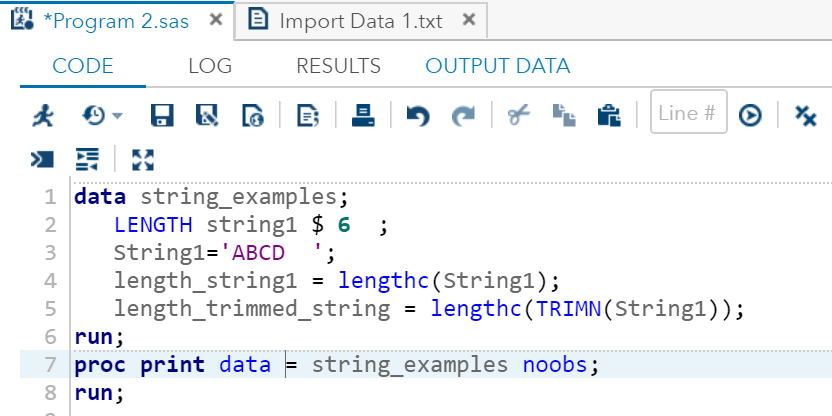 *Program 2.sas × Import Data 1.txt ×
CODE LOG RESULTS OUTPUT DATA
Line #
1 data string_examples;
2    LENGTH string1 $ 6  ;
3    String1='ABCD  ';
4    length_string1 = lengthc(String1);
5    length_trimmed_string = lengthc(TRIMN(String1));
6 run;
7 proc print data = string_examples noobs;
8 run;